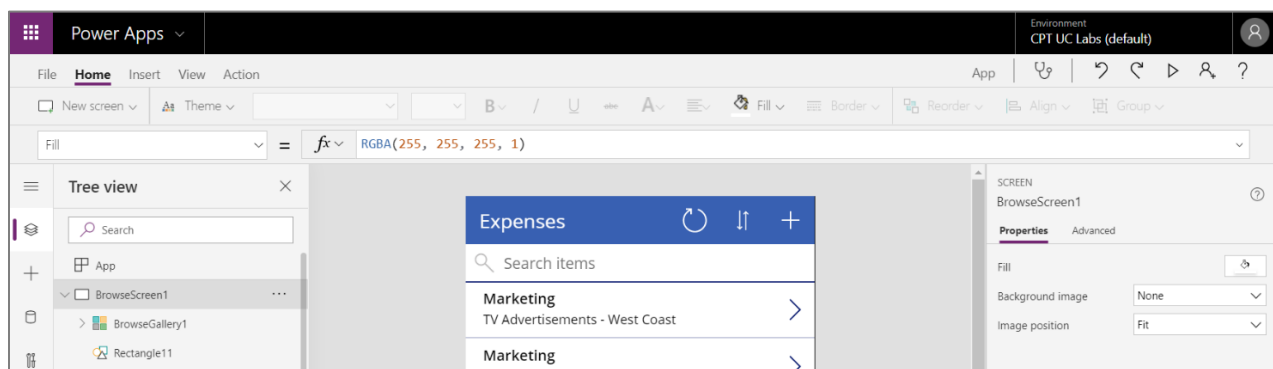 Power Apps
Environment
CPT UC Labs (default)
File Home Insert View Action App ?
New screen Theme B / U abc A Fill Border Reorder Align Group
Fill = fx RGBA(255, 255, 255, 1)
Tree view
Search
App
BrowseScreen1 ...
BrowseGallery1
Rectangle11
Expenses
Search items
Marketing
TV Advertisements - West Coast
Marketing
SCREEN
BrowseScreen1
Properties Advanced
Fill
Background image None
Image position Fit